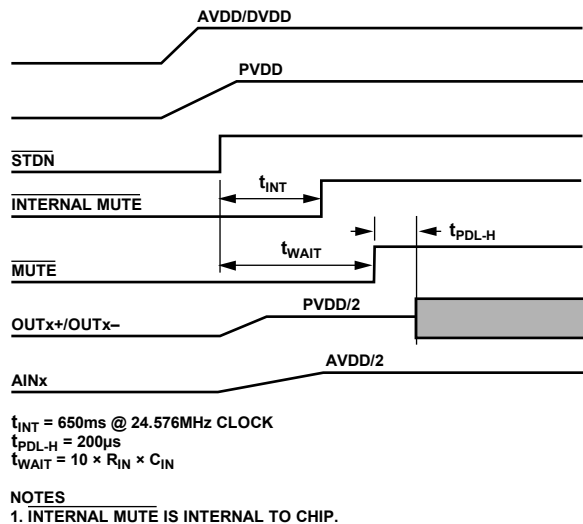 AVDD/DVDD
PVDD
STDN
tINT
INTERNAL MUTE
tPDL-H
tWAIT
MUTE
PVDD/2
OUTx+/OUTx–
AVDD/2
AINx
tINT = 650ms @ 24.576MHz CLOCK
tPDL-H = 200µs
tWAIT = 10 × RIN × CIN
NOTES
1. INTERNAL MUTE IS INTERNAL TO CHIP.